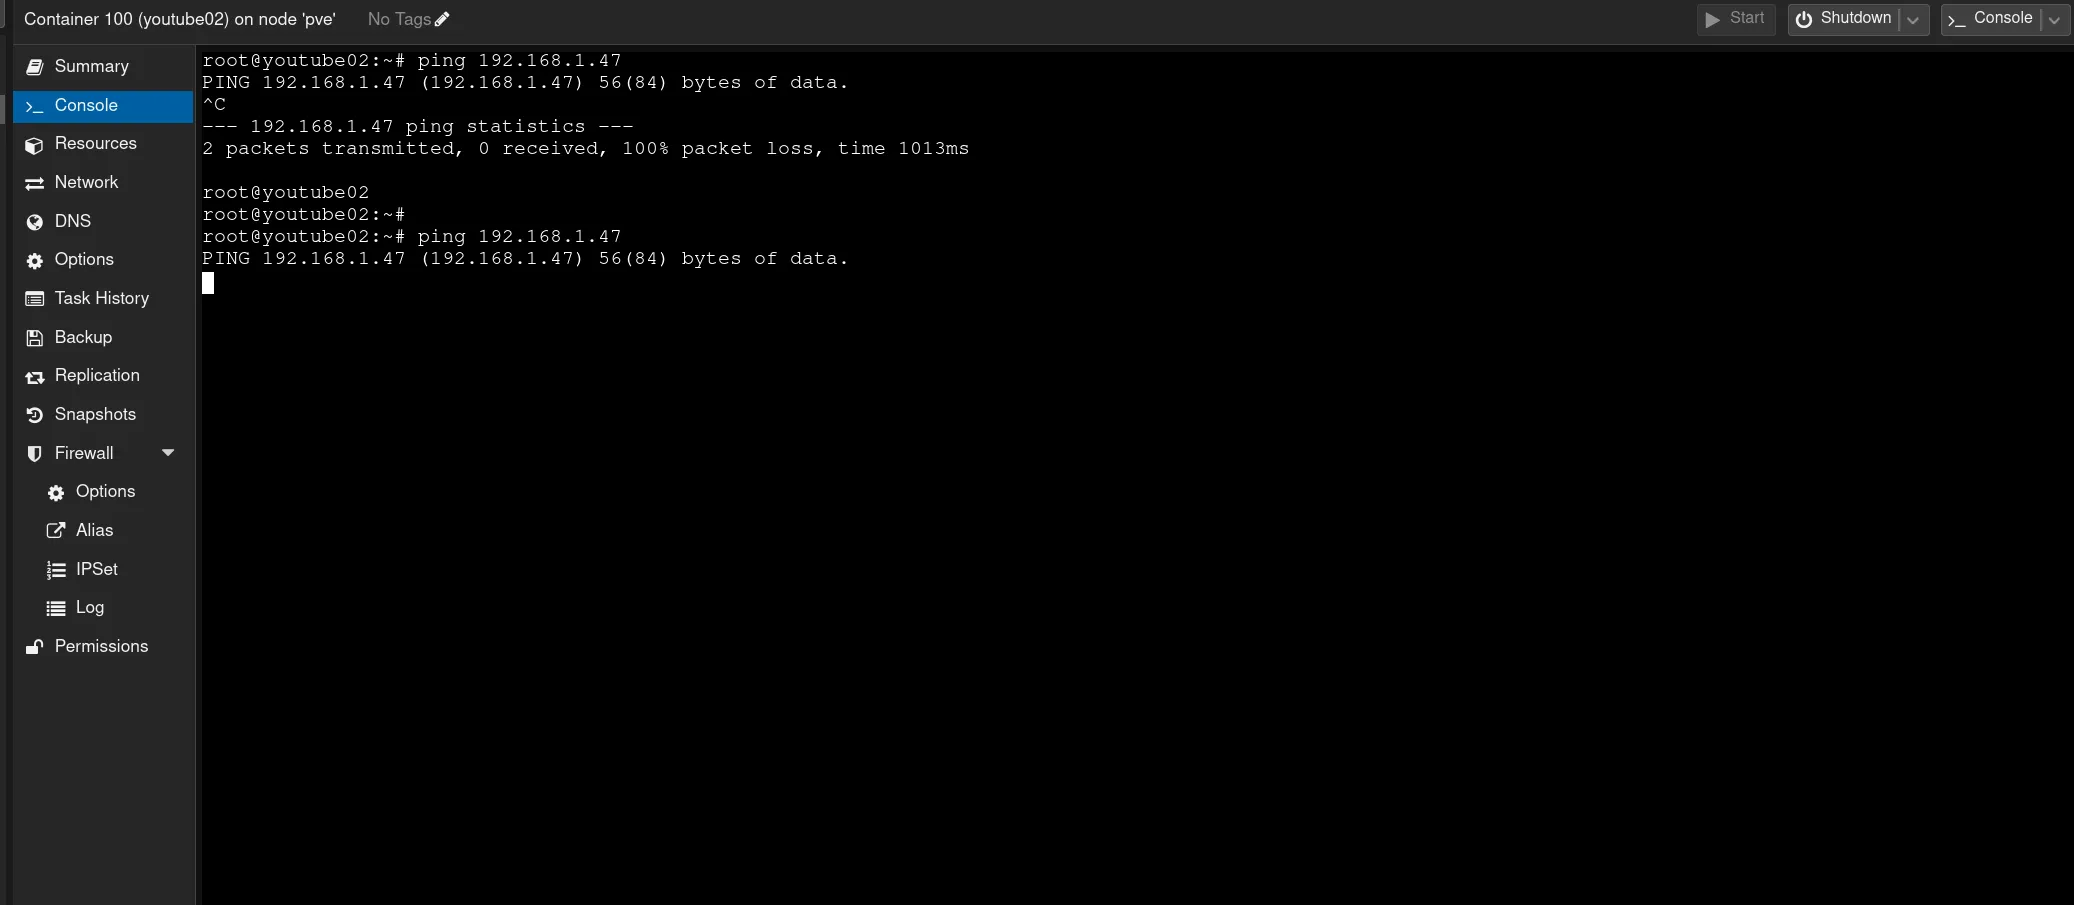 Container 100 (youtube02) on node 'pve' No Tags
Start Shutdown Console
Summary
Console
Resources
Network
DNS
Options
Task History
Backup
Replication
Snapshots
Firewall
Options
Alias
IPSet
Log
Permissions
root@youtube02:~# ping 192.168.1.47
PING 192.168.1.47 (192.168.1.47) 56(84) bytes of data.
^C
--- 192.168.1.47 ping statistics ---
2 packets transmitted, 0 received, 100% packet loss, time 1013ms
root@youtube02
root@youtube02:~#
root@youtube02:~# ping 192.168.1.47
PING 192.168.1.47 (192.168.1.47) 56(84) bytes of data.